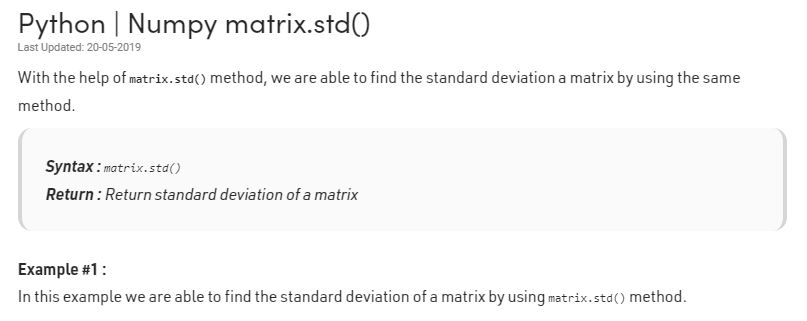 Python | Numpy matrix.std()
Last Updated: 20-05-2019
With the help of matrix.std() method, we are able to find the standard deviation a matrix by using the same
method.
Syntax : matrix.std()
Return : Return standard deviation of a matrix
Example #1 :
In this example we are able to find the standard deviation of a matrix by using matrix.std() method.